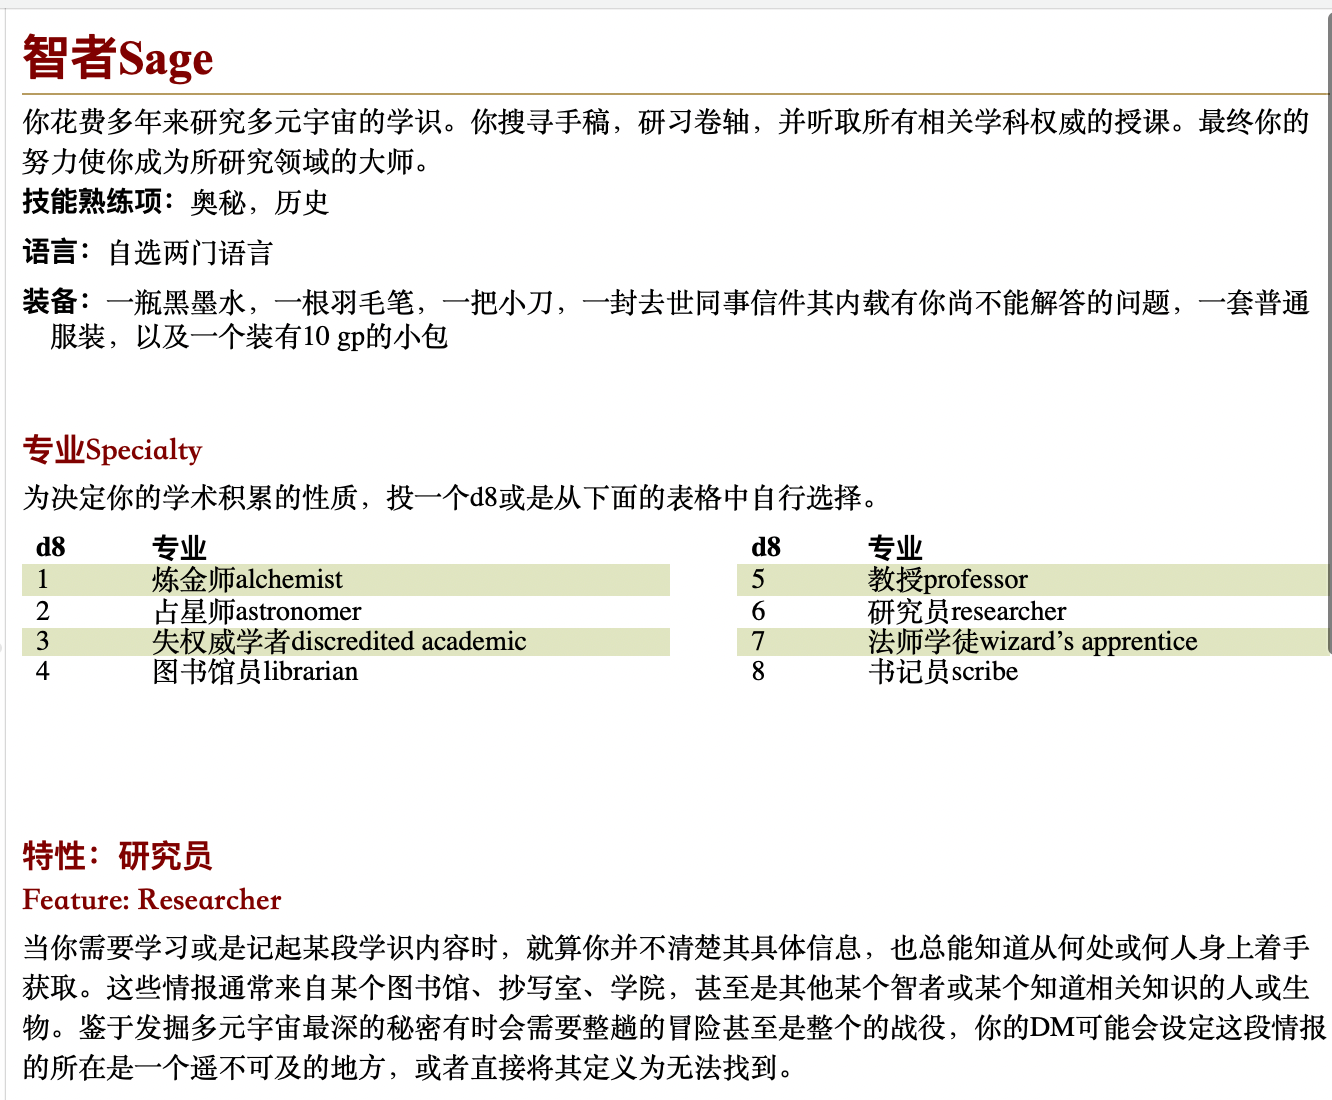 智者Sage
你花费多年来研究多元宇宙的学识。你搜寻手稿，研习卷轴，并听取所有相关学科权威的授课。最终你的
努力使你成为所研究领域的大师。
技能熟练项：奥秘，历史
语言：自选两门语言
装备：一瓶黑墨水，一根羽毛笔，一把小刀，一封去世同事信件其内载有你尚不能解答的问题，一套普通
服装，以及一个装有10 gp的小包
专业Specialty
为决定你的学术积累的性质，投一个d8或是从下面的表格中自行选择。
d8 专业
1 炼金师alchemist
2 占星师astronomer
3 失权威学者discredited academic
4 图书馆员librarian
d8 专业
5 教授professor
6 研究员researcher
7 法师学徒wizard’s apprentice
8 书记员scribe
特性：研究员
Feature: Researcher
当你需要学习或是记起某段学识内容时，就算你并不清楚其具体信息，也总能知道从何处或何人身上着手
获取。这些情报通常来自某个图书馆、抄写室、学院，甚至是其他某个智者或某个知道相关知识的人或生
物。鉴于发掘多元宇宙最深的秘密有时会需要整趟的冒险甚至是整个的战役，你的DM可能会设定这段情报
的所在是一个遥不可及的地方，或者直接将其定义为无法找到。